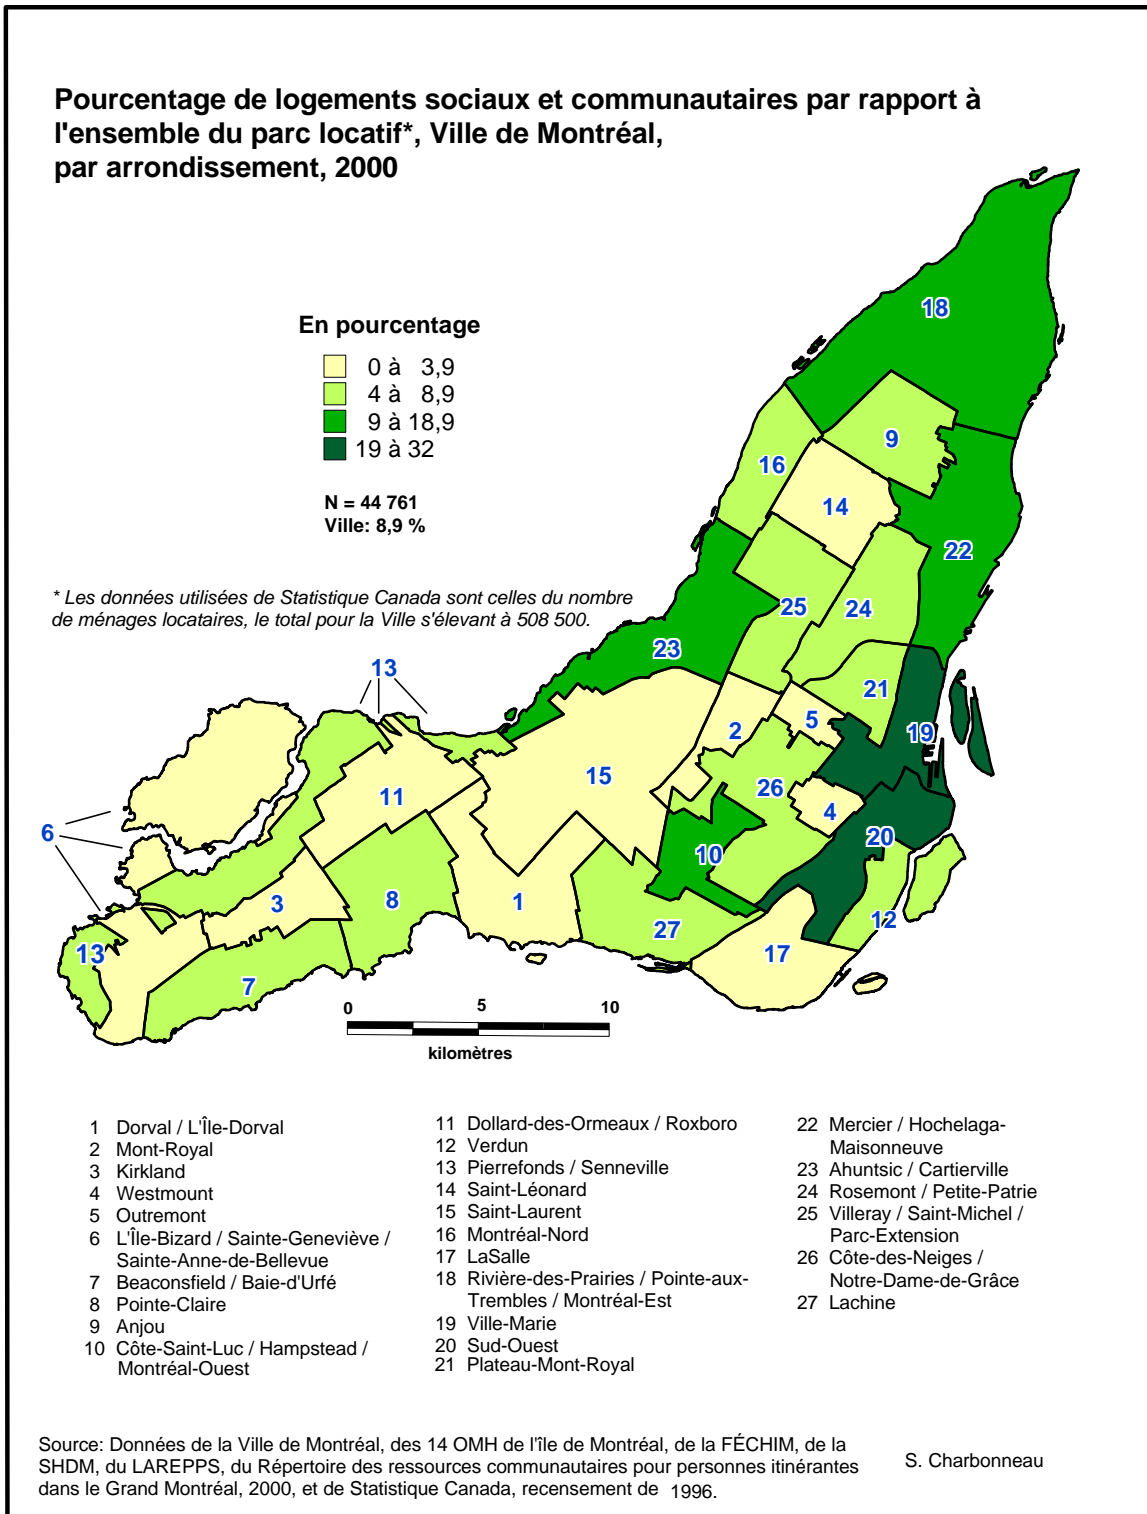 Pourcentage de logements sociaux et communautaires par rapport à
l'ensemble du parc locatif*, Ville de Montréal,
par arrondissement, 2000
En pourcentage
0 à 3,9
4 à 8,9
9 à 18,9
19 à 32
N = 44 761
Ville: 8,9 %
* Les données utilisées de Statistique Canada sont celles du nombre
de ménages locataires, le total pour la Ville s'élevant à 508 500.
18
9
16
14
22
25
24
23
13
21
5
2
19
15
26
11
4
6
20
10
3
8
1
12
27
13
17
7
0 5 10
kilomètres
1 Dorval / L'Île-Dorval
2 Mont-Royal
3 Kirkland
4 Westmount
5 Outremont
6 L'Île-Bizard / Sainte-Geneviève /
Sainte-Anne-de-Bellevue
7 Beaconsfield / Baie-d'Urfé
8 Pointe-Claire
9 Anjou
10 Côte-Saint-Luc / Hampstead /
Montréal-Ouest
11 Dollard-des-Ormeaux / Roxboro
12 Verdun
13 Pierrefonds / Senneville
14 Saint-Léonard
15 Saint-Laurent
16 Montréal-Nord
17 LaSalle
18 Rivière-des-Prairies / Pointe-aux-
Trembles / Montréal-Est
19 Ville-Marie
20 Sud-Ouest
21 Plateau-Mont-Royal
22 Mercier / Hochelaga-
Maisonneuve
23 Ahuntsic / Cartierville
24 Rosemont / Petite-Patrie
25 Villeray / Saint-Michel /
Parc-Extension
26 Côte-des-Neiges /
Notre-Dame-de-Grâce
27 Lachine
Source: Données de la Ville de Montréal, des 14 OMH de l'île de Montréal, de la FÉCHIM, de la
SHDM, du LAREPPS, du Répertoire des ressources communautaires pour personnes itinérantes
dans le Grand Montréal, 2000, et de Statistique Canada, recensement de 1996.
S. Charbonneau